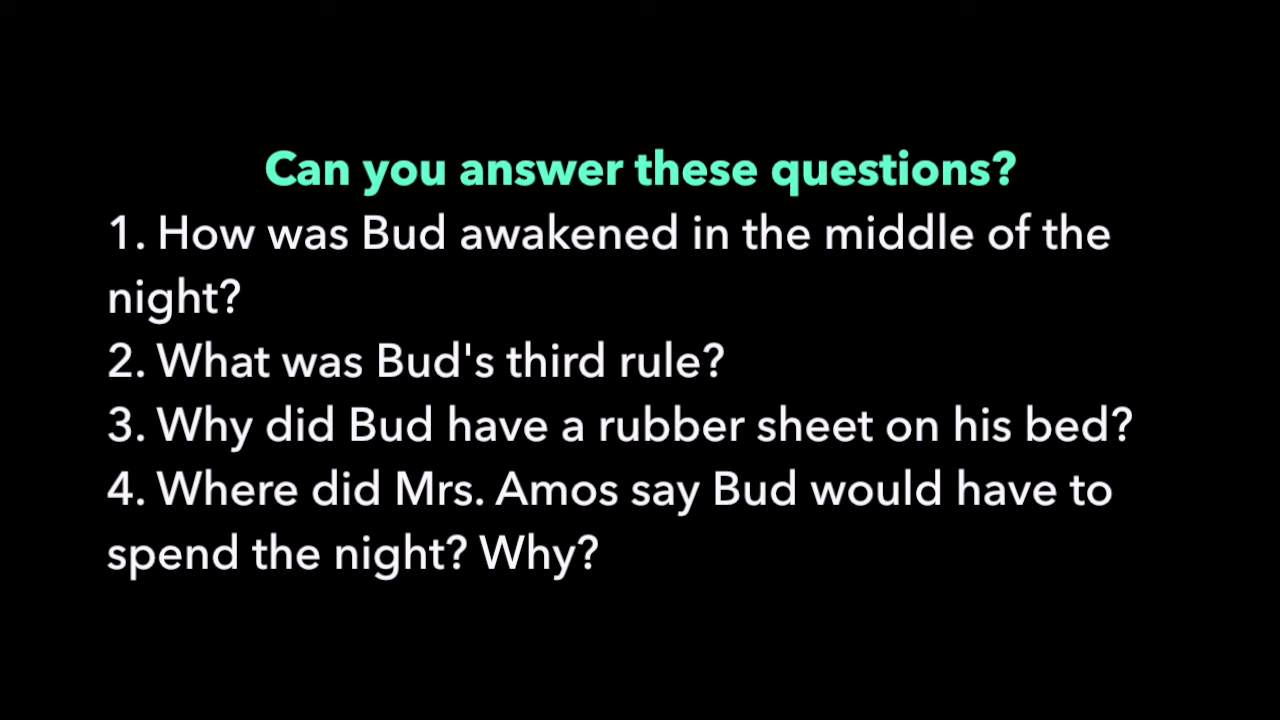 Can you answer these questions?
1. How was Bud awakened in the middle of the
night?
2. What was Bud's third rule?
3. Why did Bud have a rubber sheet on his bed?
4. Where did Mrs. Amos say Bud would have to
spend the night? Why?